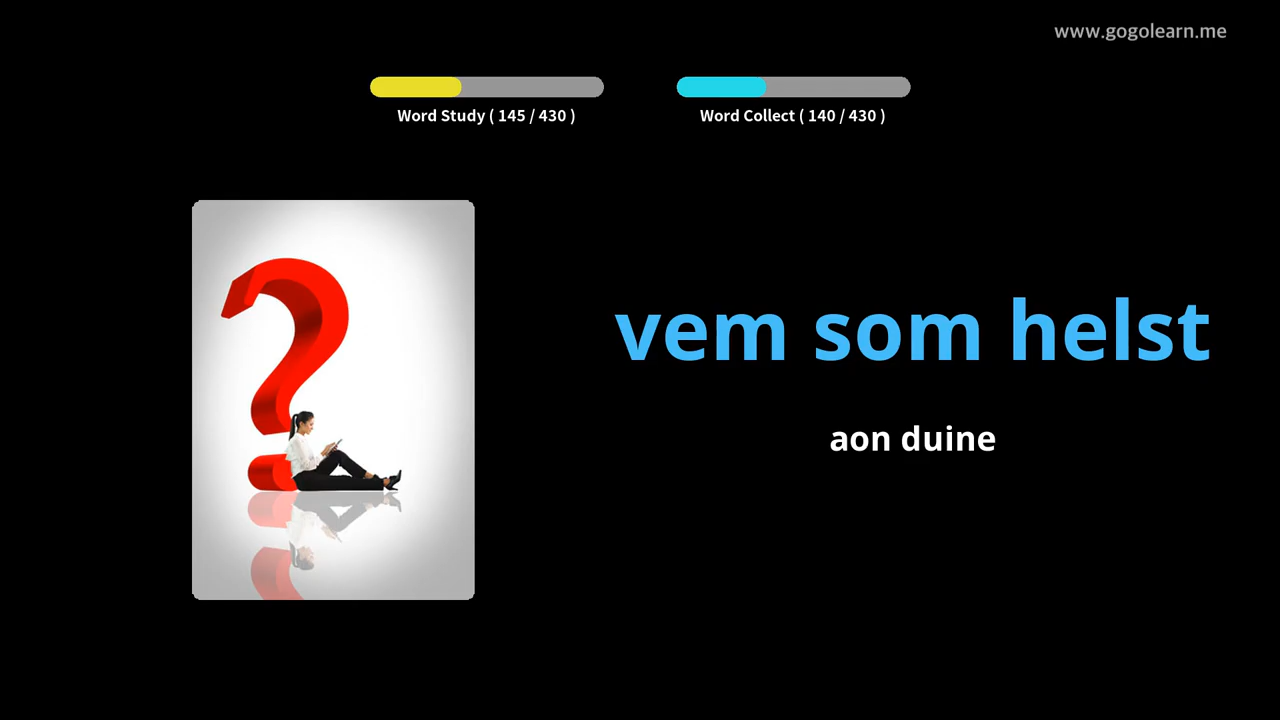 www.gogolearn.me
Word Study ( 145 / 430 )
Word Collect ( 140 / 430 )
vem som helst
aon duine